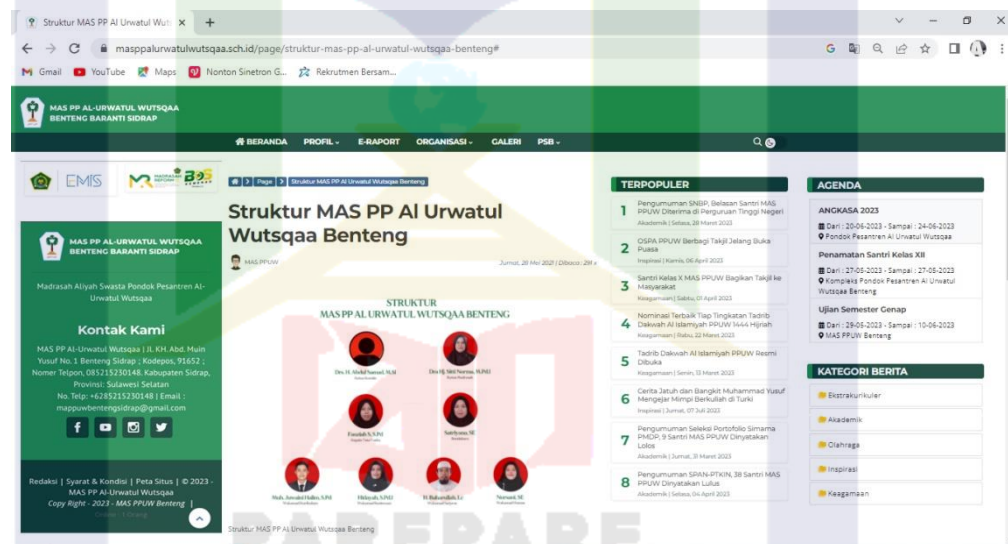 Struktur MAS PP Al Urwatul Wuts
masppalurwatulwutsqaa.sch.id/page/struktur-mas-pp-al-urwatul-wutsqaa-benteng#
Gmail YouTube Maps Nonton Sinetron G... Rekrutmen Bersam...
MAS PP AL-URWATUL WUTSQAA
BENTENG BARANTI SIDRAP
BERANDA PROFIL E-RAPORT ORGANISASI GALERI PSB
EMIS
MADRASAH
BOS
Page Struktur MAS PP Al Urwatul Wutsqaa Benteng
Struktur MAS PP Al Urwatul
Wutsqaa Benteng
MAS PPUW
Jumat, 28 Mei 2021 | Dibaca : 291 x
STRUKTUR
MAS PP AL URWATUL WUTSQAA BENTENG
MAS PP AL-URWATUL WUTSQAA
BENTENG BARANTI SIDRAP
Madrasah Aliyah Swasta Pondok Pesantren Al-
Urwatul Wutsqaa
Kontak Kami
MAS PP Al-Urwatul Wutsqaa | Jl. KH. Abd. Muin
Yusuf No. 1 Benteng Sidrap ; Kodepos, 91652 ;
Nomer Telpon, 085215230148. Kabupaten Sidrap,
Provinsi: Sulawesi Selatan
No. Telp: +6285215230148 | Email :
mappuwbentengsidrap@gmail.com
Redaksi | Syarat & Kondisi | Peta Situs | © 2023 -
MAS PP Al-Urwatul Wutsqaa
Copy Right - 2023 - MAS PPUW Benteng |
Struktur MAS PP Al Urwatul Wutsqaa Benteng
TERPOPULER
1 Pengumuman SNBP, Belasan Santri MAS
PPUW Diterima di Perguruan Tinggi Negeri
Akademik | Selasa, 28 Maret 2023
2 OSPA PPUW Berbagi Takjil Jelang Buka
Puasa
Inspirasi | Kamis, 06 April 2023
3 Santri Kelas X MAS PPUW Bagikan Takjil ke
Masyarakat
Keagamaan | Sabtu, 01 April 2023
4 Nominasi Terbaik Tiap Tingkatan Tadrib
Dakwah Al Islamiyah PPUW 1444 Hijriah
Keagamaan | Rabu, 22 Maret 2023
5 Tadrib Dakwah Al Islamiyah PPUW Resmi
Dibuka
Keagamaan | Senin, 13 Maret 2023
6 Cerita Jatuh dan Bangkit Muhammad Yusuf
Mengejar Mimpi Berkuliah di Turki
Inspirasi | Jumat, 07 Juli 2023
7 Pengumuman Seleksi Portofolio Simama
PMDP, 9 Santri MAS PPUW Dinyatakan
Lolos
Akademik | Jumat, 31 Maret 2023
8 Pengumuman SPAN-PTKIN, 38 Santri MAS
PPUW Dinyatakan Lulus
Akademik | Selasa, 04 April 2023
AGENDA
ANGKASA 2023
Dari : 20-06-2023 - Sampai : 24-06-2023
Pondok Pesantren Al Urwatul Wutsqaa
Penamatan Santri Kelas XII
Dari : 27-05-2023 - Sampai : 27-05-2023
Kompleks Pondok Pesantren Al Urwatul
Wutsqaa Benteng
Ujian Semester Genap
Dari : 29-05-2023 - Sampai : 10-06-2023
MAS PPUW Benteng
KATEGORI BERITA
Ekstrakurikuler
Akademik
Olahraga
Inspirasi
Keagamaan
PAREPARE